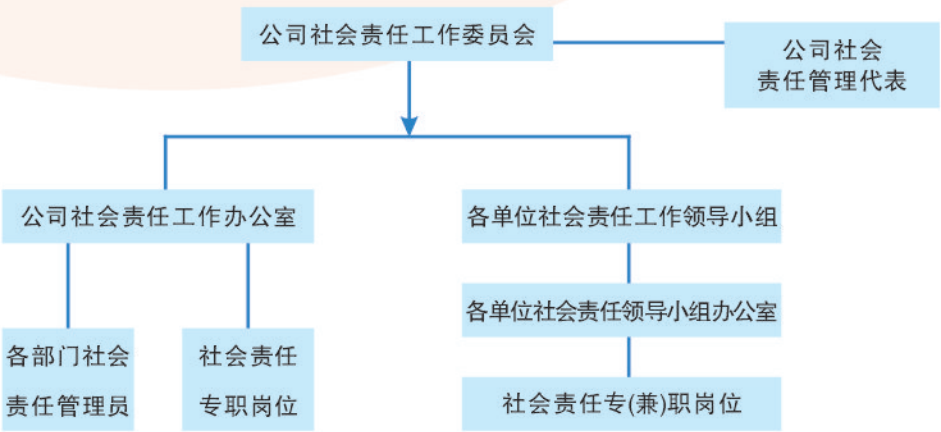 公司社会责任工作委员会
公司社会
责任管理代表
公司社会责任工作办公室
各单位社会责任工作领导小组
各单位社会责任领导小组办公室
各部门社会
责任管理员
社会责任
专职岗位
社会责任专(兼)职岗位